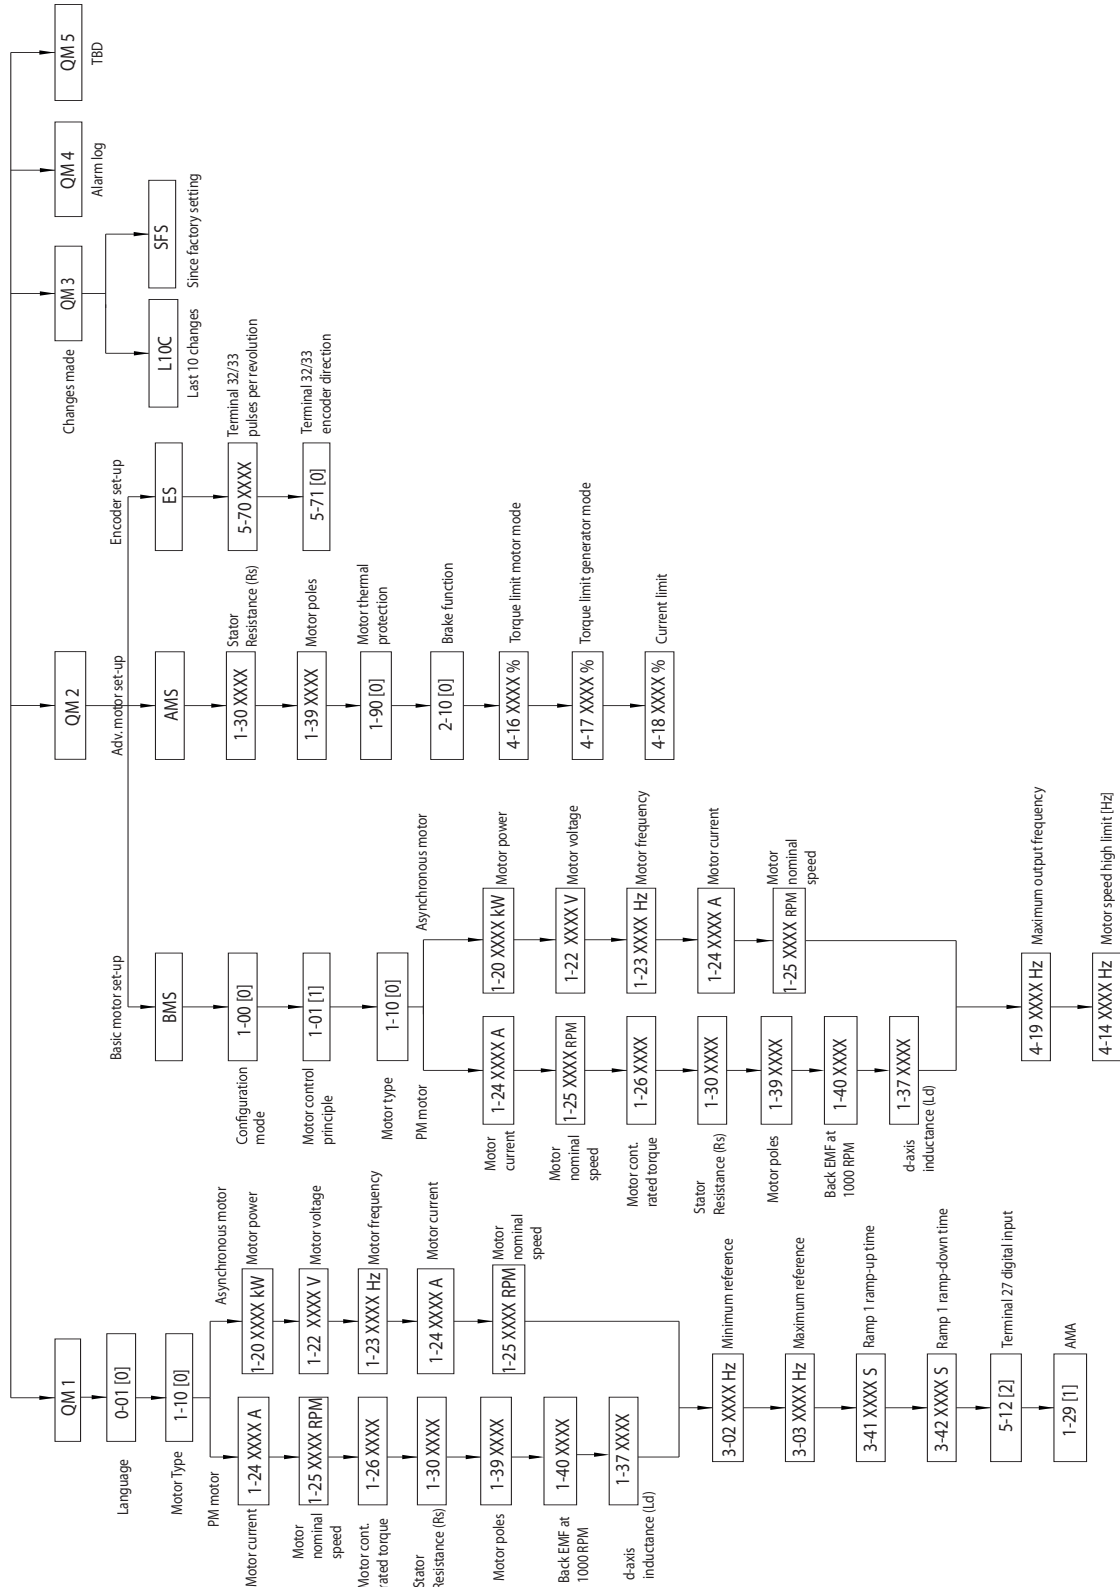 QM 1
Language
0-01 [0]
Motor Type
1-10 [0]
PM motor
Motor current
1-24 XXXX A
Motor
nominal
speed
1-25 XXXX RPM
Motor cont.
rated torque
1-26 XXXX
Stator
Resistance (Rs)
1-30 XXXX
Motor poles
1-39 XXXX
Back EMF at
1000 RPM
1-40 XXXX
d-axis
inductance (Ld)
1-37 XXXX
Asynchronous motor
1-20 XXXX kW
Motor power
1-22 XXXX V
Motor voltage
1-23 XXXX Hz
Motor frequency
1-24 XXXX A
Motor current
1-25 XXXX RPM
Motor
nominal
speed
3-02 XXXX Hz
Minimum reference
3-03 XXXX Hz
Maximum reference
3-41 XXXX S
Ramp 1 ramp-up time
3-42 XXXX S
Ramp 1 ramp-down time
5-12 [2]
Terminal 27 digital input
1-29 [1]
AMA
QM 2
Basic motor set-up
BMS
Configuration
mode
1-00 [0]
Motor control
principle
1-01 [1]
Motor type
1-10 [0]
PM motor
Motor
current
1-24 XXXX A
Motor
nominal
speed
1-25 XXXX RPM
Motor cont.
rated torque
1-26 XXXX
Stator
Resistance (Rs)
1-30 XXXX
Motor poles
1-39 XXXX
Back EMF at
1000 RPM
1-40 XXXX
d-axis
inductance (Ld)
1-37 XXXX
Asynchronous motor
1-20 XXXX kW
Motor power
1-22 XXXX V
Motor voltage
1-23 XXXX Hz
Motor frequency
1-24 XXXX A
Motor current
1-25 XXXX RPM
Motor
nominal
speed
4-19 XXXX Hz
Maximum output frequency
4-14 XXXX Hz
Motor speed high limit [Hz]
Adv. motor set-up
AMS
1-30 XXXX
Stator
Resistance (Rs)
1-39 XXXX
Motor poles
1-90 [0]
Motor thermal
protection
2-10 [0]
Brake function
4-16 XXXX %
Torque limit motor mode
4-17 XXXX %
Torque limit generator mode
4-18 XXXX %
Current limit
Encoder set-up
ES
5-70 XXXX
Terminal 32/33
pulses per revolution
5-71 [0]
Terminal 32/33
encoder direction
Changes made
QM 3
L10C
Last 10 changes
SFS
Since factory setting
QM 4
Alarm log
QM 5
TBD